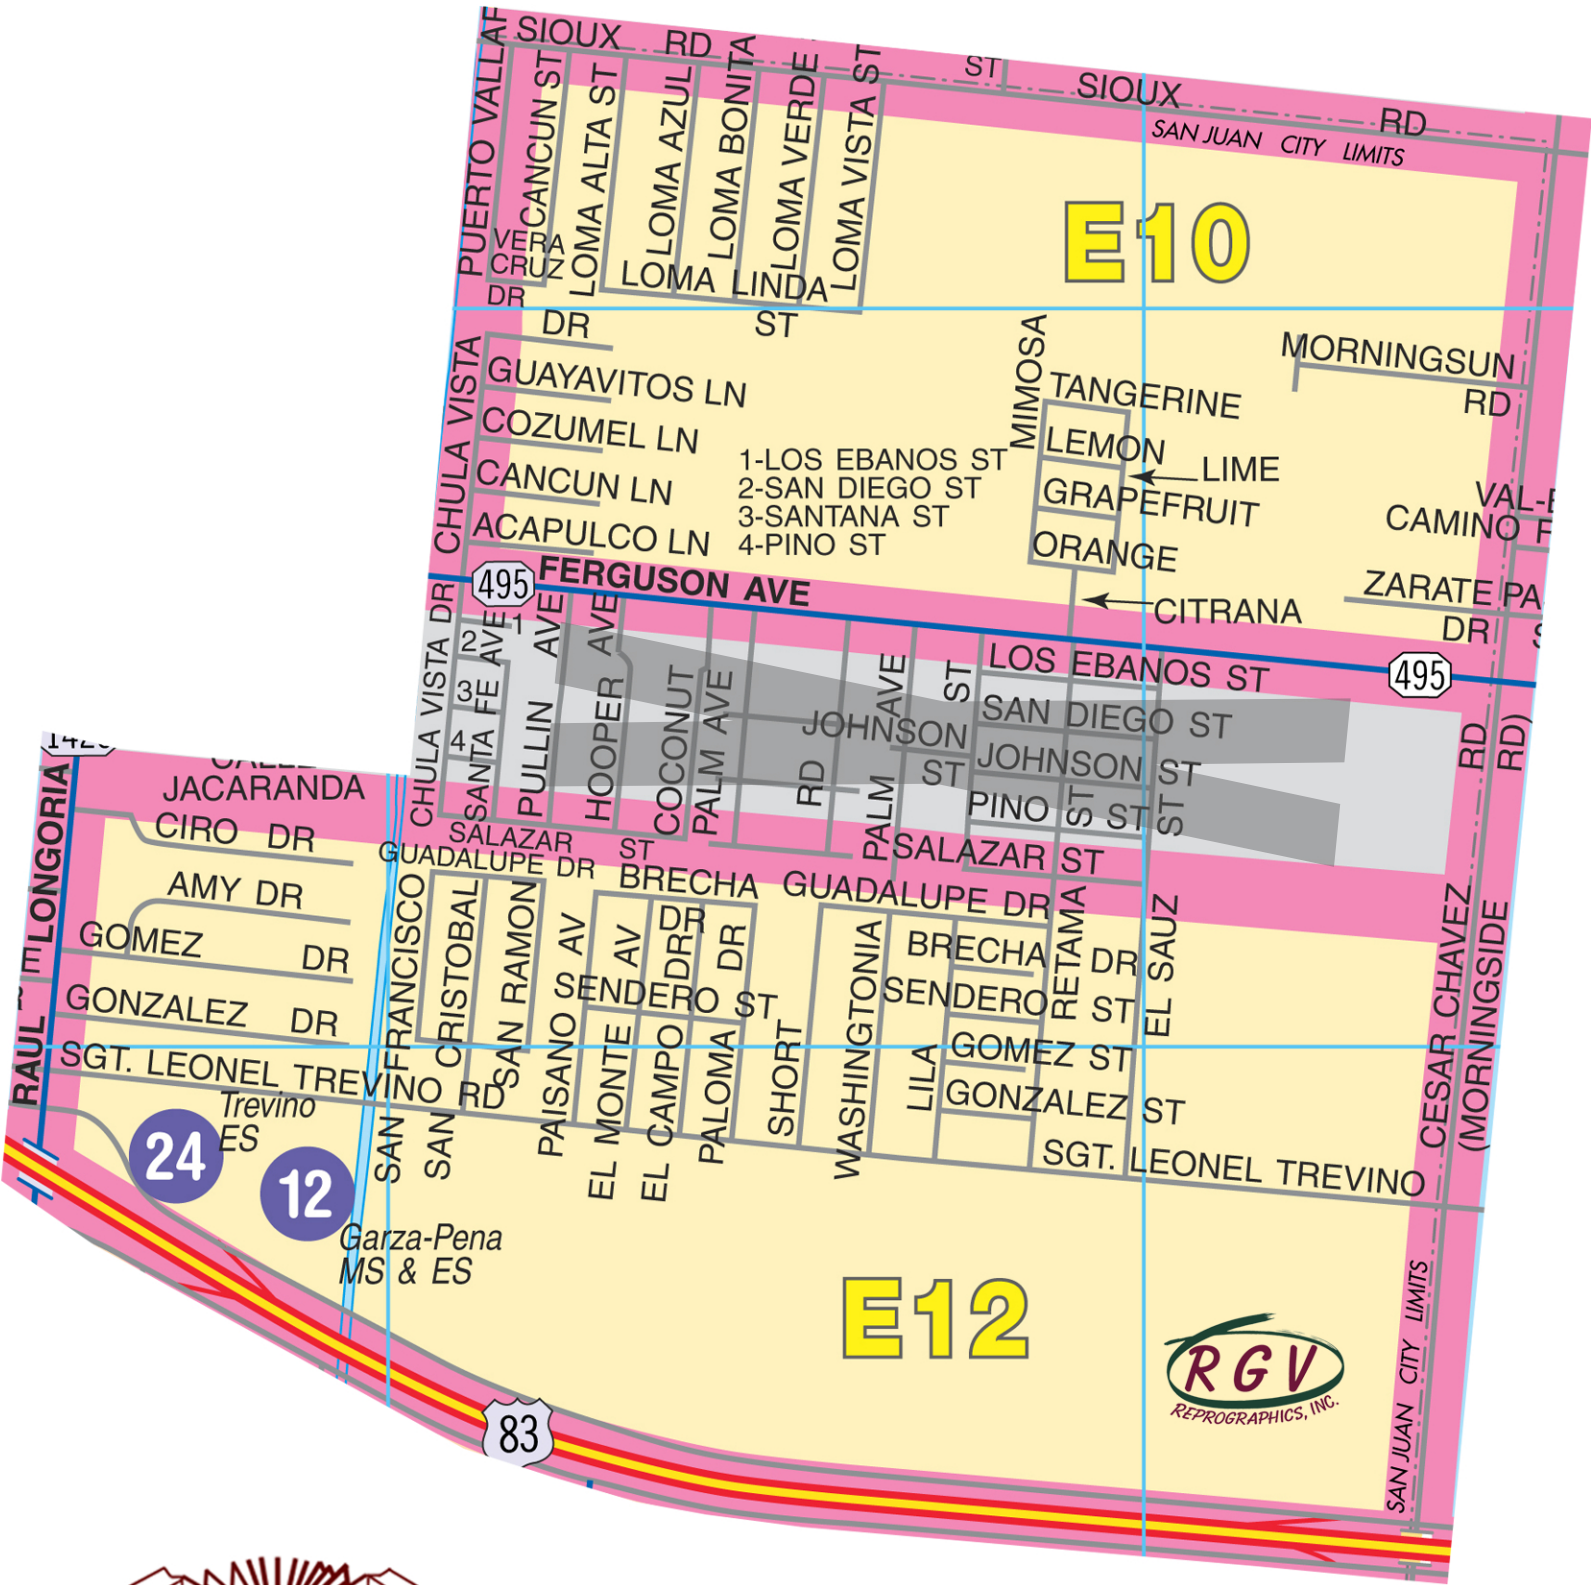 SIOUX RD
ST
SIOUX
RD
SAN JUAN CITY LIMITS
CANCUN ST
LOMA ALTA ST
LOMA AZUL
LOMA BONITA
LOMA VERDE
LOMA VISTA ST
VERA
CRUZ
DR
LOMA LINDA
ST
E10
DR
CHULA VISTA
GUAYAVITOS LN
COZUMEL LN
CANCUN LN
ACAPULCO LN
1-LOS EBANOS ST
2-SAN DIEGO ST
3-SANTANA ST
4-PINO ST
MIMOSA
TANGERINE
LEMON
LIME
GRAPEFRUIT
ORANGE
CITRANA
MORNINGSUN
RD
CAMINO
ZARATE
DR
495
FERGUSON AVE
495
CHULA VISTA DR
1
2
3
4
SANTA FE AVE
PULLIN AVE
HOOPER AVE
COCONUT
PALM AVE
RD
PALM AVE
JOHNSON
ST
ST
LOS EBANOS ST
SAN DIEGO ST
JOHNSON ST
PINO ST
ST
ST
SALAZAR ST
SALAZAR ST
GUADALUPE DR
GUADALUPE DR
RD
RD)
JACARANDA
CIRO DR
AMY DR
GOMEZ DR
GONZALEZ DR
SGT. LEONEL TREVINO RD
RAUL LONGORIA
SAN FRANCISCO
SAN CRISTOBAL
SAN RAMON
PAISANO AV
EL MONTE AV
EL CAMPO DR
PALOMA DR
BRECHA
DR
SENDERO ST
SHORT
WASHINGTONIA
LILA
BRECHA DR
SENDERO ST
GOMEZ ST
GONZALEZ ST
RETAMA
EL SAUZ
SGT. LEONEL TREVINO
CESAR CHAVEZ
(MORNINGSIDE
Trevino
ES
24
12
Garza-Pena
MS & ES
E12
RGV
REPROGRAPHICS, INC.
SAN JUAN CITY LIMITS
83